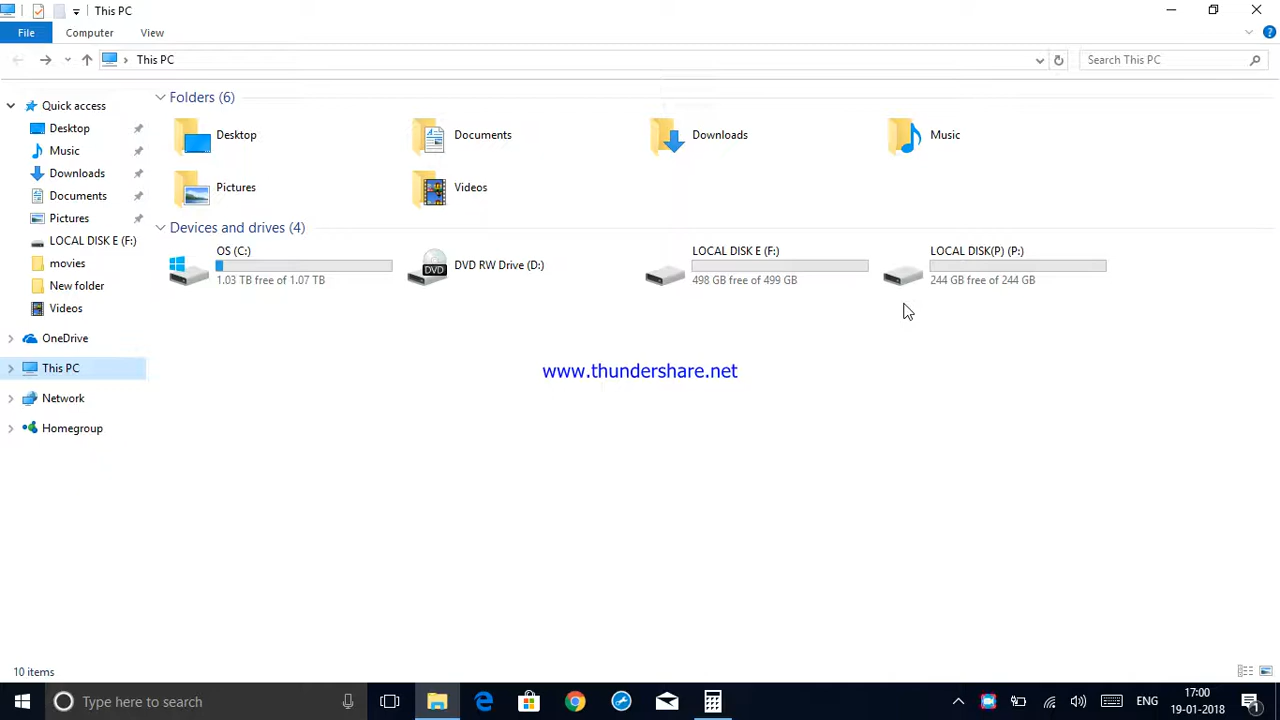 This PC
File Computer View
This PC
Search This PC
Quick access
Desktop
Music
Downloads
Documents
Pictures
LOCAL DISK E (F:)
movies
New folder
Videos
OneDrive
This PC
Network
Homegroup
Folders (6)
Desktop Documents Downloads Music
Pictures Videos
Devices and drives (4)
OS (C:)
1.03 TB free of 1.07 TB
DVD
DVD RW Drive (D:)
LOCAL DISK E (F:)
498 GB free of 499 GB
LOCAL DISK(P) (P:)
244 GB free of 244 GB
www.thundershare.net
10 items
Type here to search
ENG
17:00
19-01-2018
1